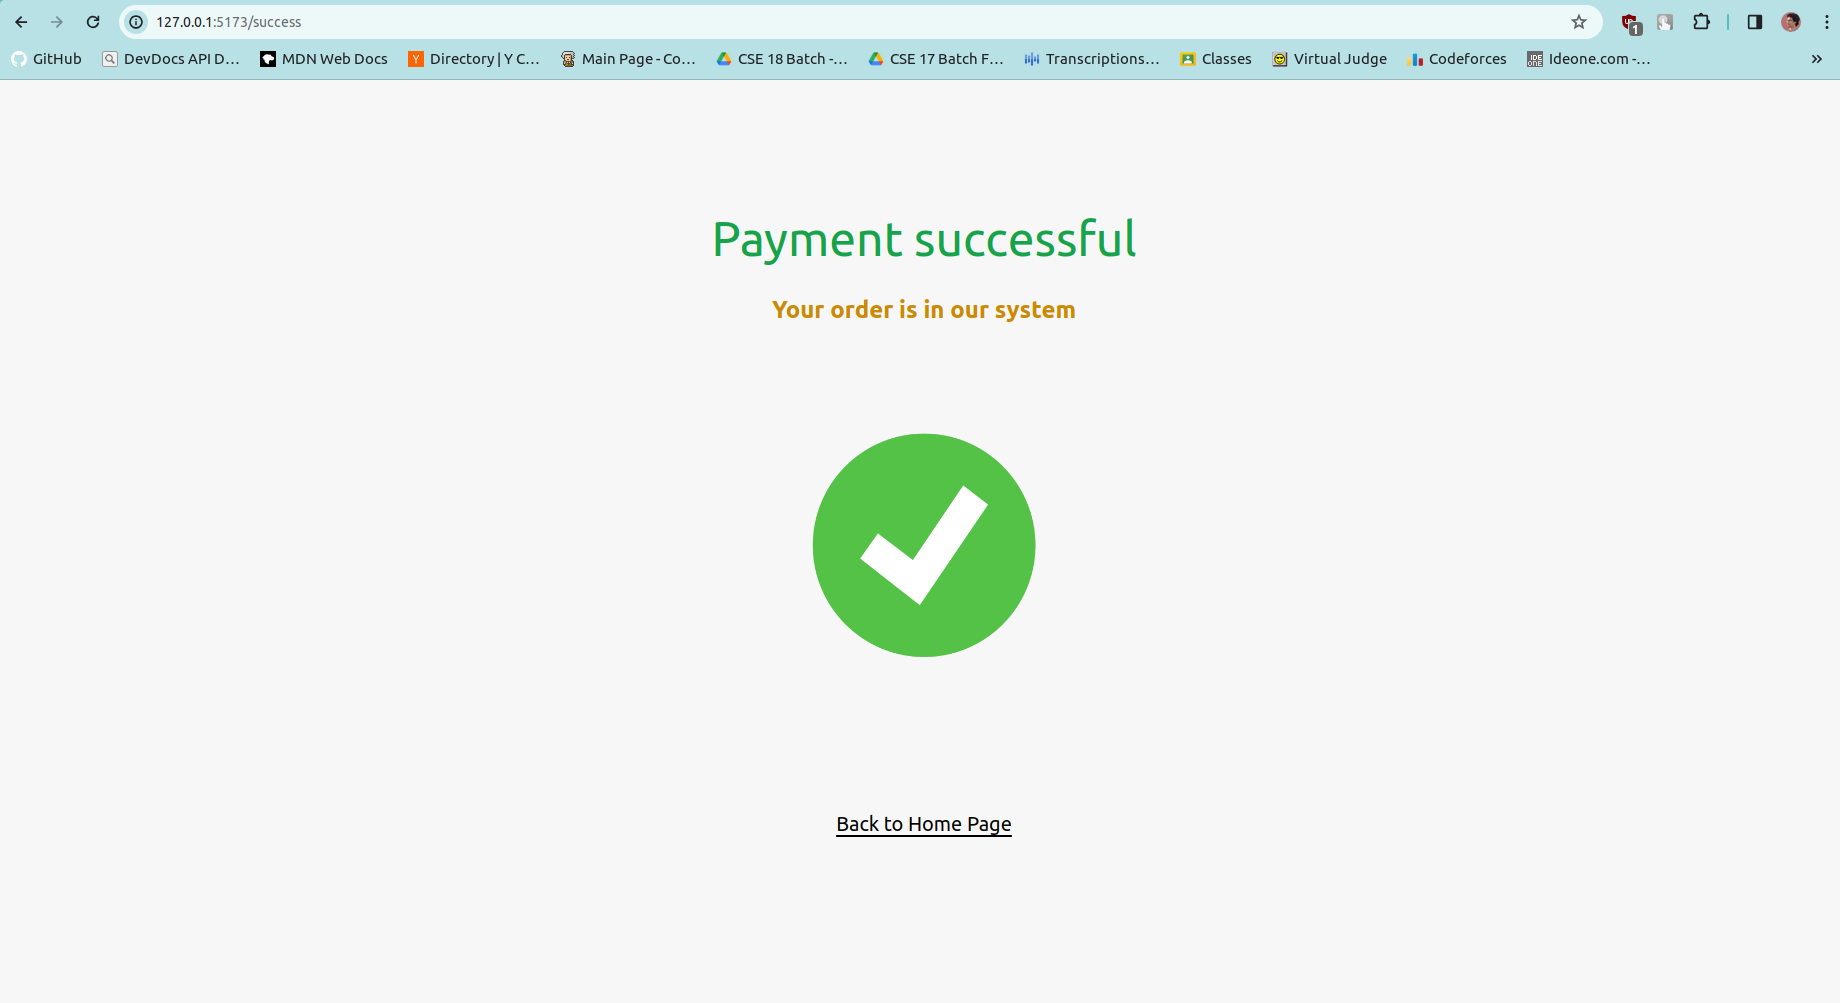 127.0.0.1:5173/success
1
GitHub DevDocs API D... MDN Web Docs Directory | Y C... Main Page - Co... CSE 18 Batch -... CSE 17 Batch F... Transcriptions... Classes Virtual Judge Codeforces Ideone.com -...
Payment successful
Your order is in our system
Back to Home Page